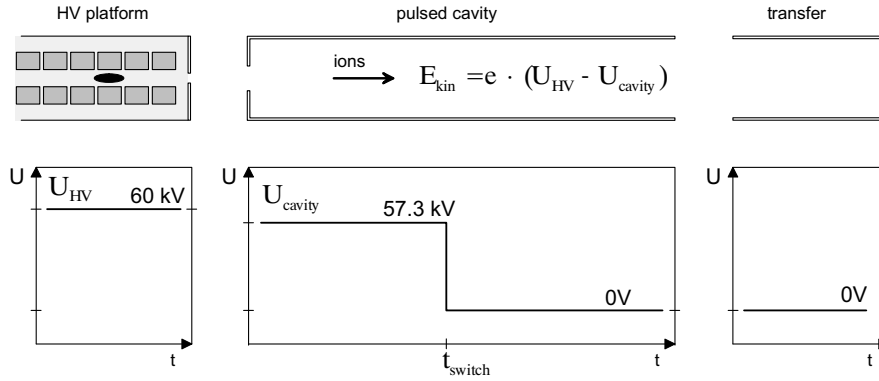 HV platform
pulsed cavity
transfer
ions
E_kin = e · (U_HV - U_cavity)
U
U_HV
60 kV
t
U
U_cavity
57.3 kV
0V
t_switch
t
U
0V
t